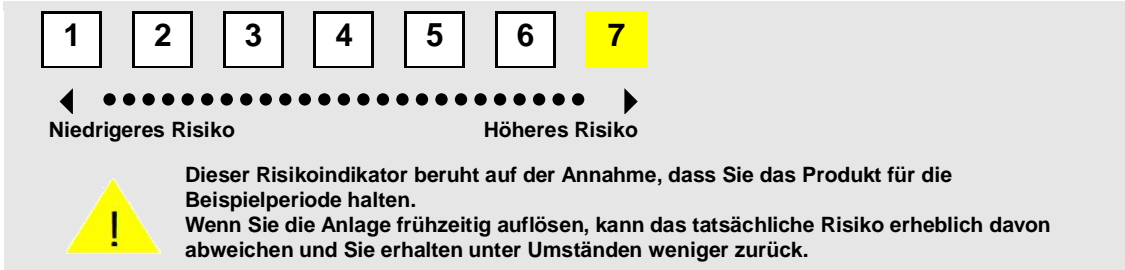 1 2 3 4 5 6 7
Niedrigeres Risiko Höheres Risiko
Dieser Risikoindikator beruht auf der Annahme, dass Sie das Produkt für die
Beispielperiode halten.
Wenn Sie die Anlage frühzeitig auflösen, kann das tatsächliche Risiko erheblich davon
abweichen und Sie erhalten unter Umständen weniger zurück.
!